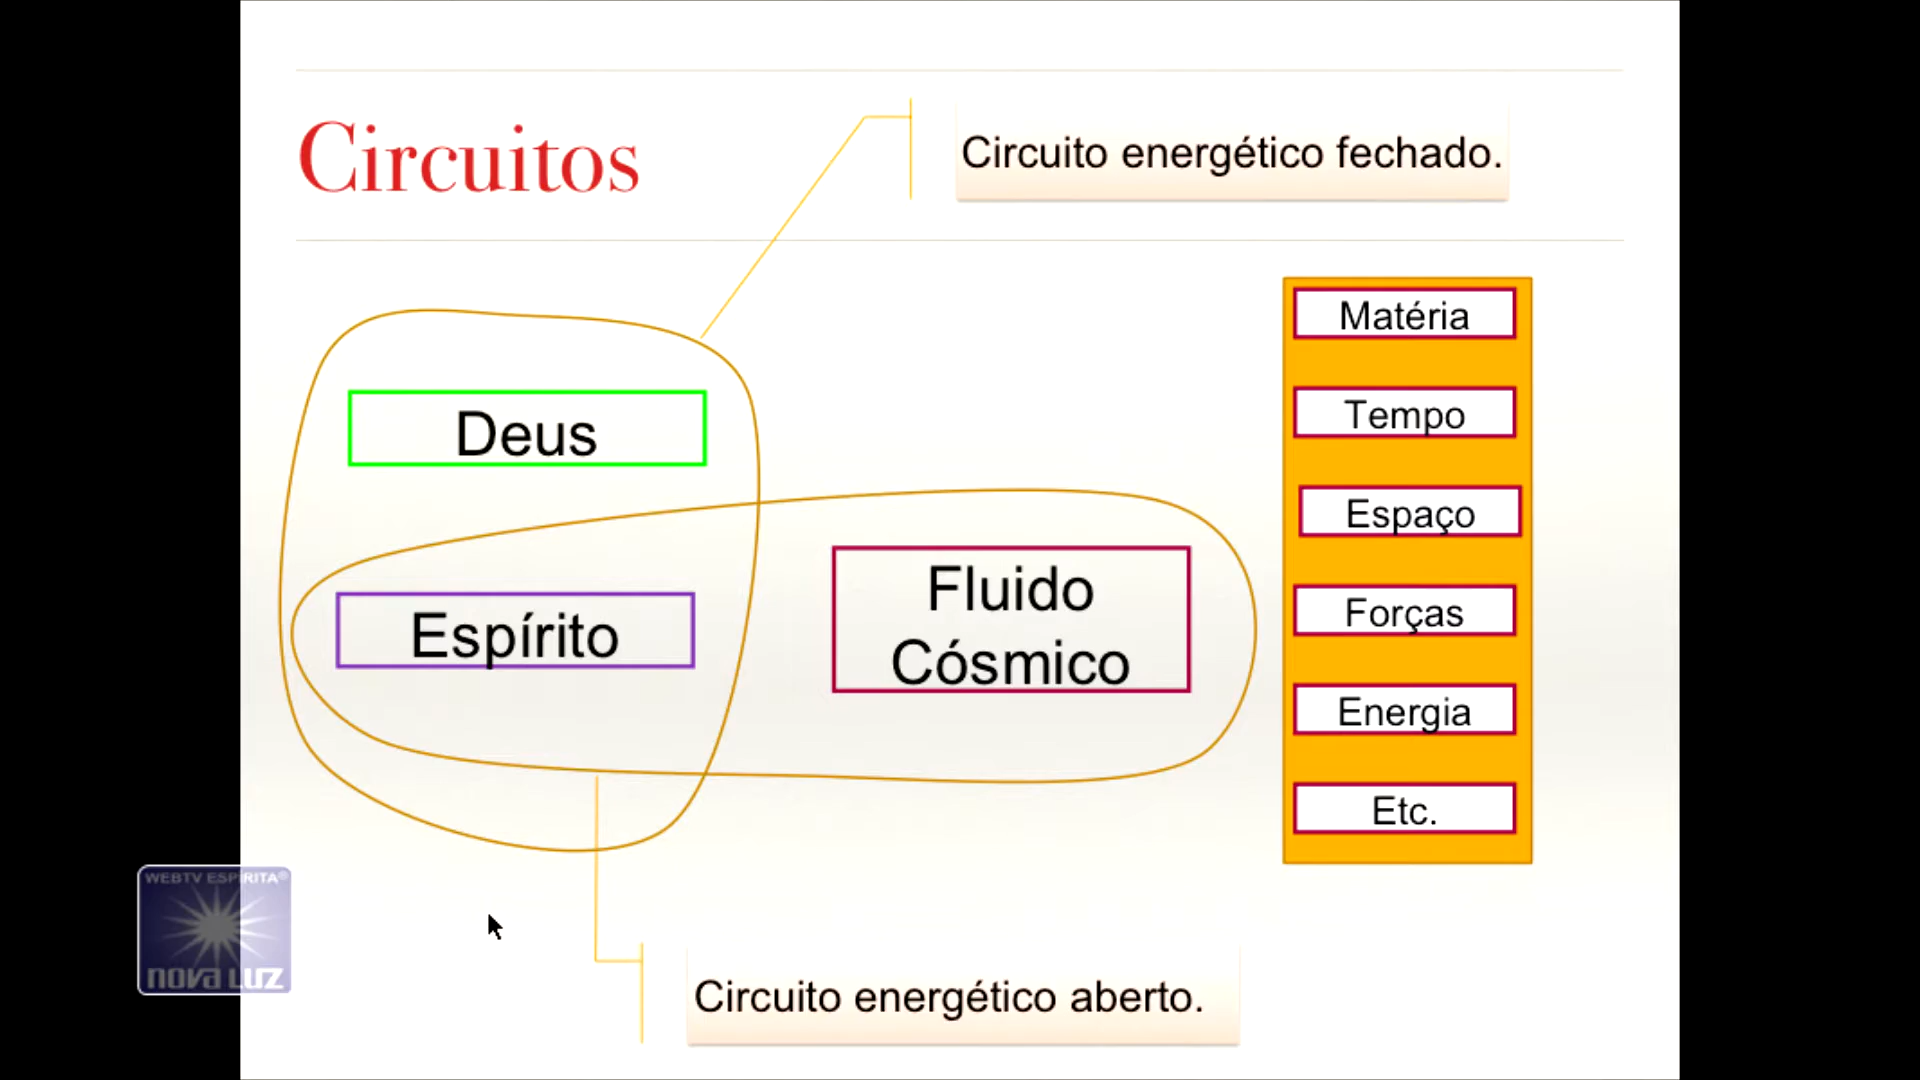 Circuitos
Circuito energético fechado.
Deus
Espírito
Fluido
Cósmico
Matéria
Tempo
Espaço
Forças
Energia
Etc.
Circuito energético aberto.
WEBTV ESPÍRITA®
NOVA LUZ